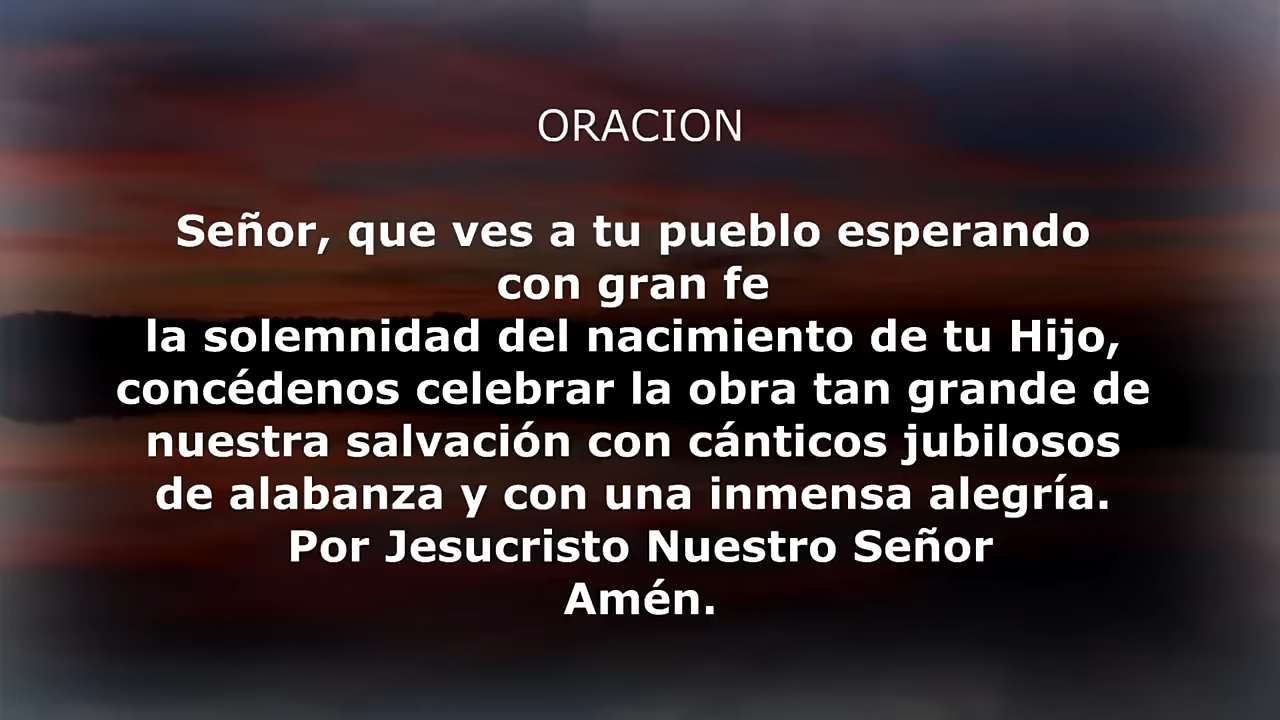 ORACION
Señor, que ves a tu pueblo esperando
con gran fe
la solemnidad del nacimiento de tu Hijo,
concédenos celebrar la obra tan grande de
nuestra salvación con cánticos jubilosos
de alabanza y con una inmensa alegría.
Por Jesucristo Nuestro Señor
Amén.